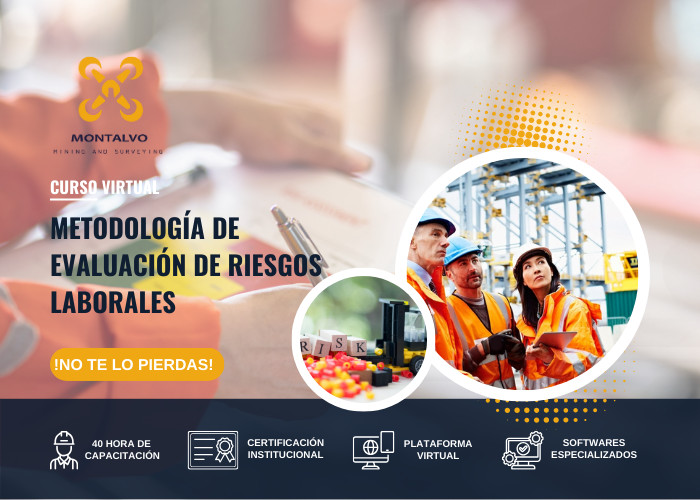 MONTALVO
MINING AND SURVEYING
CURSO VIRTUAL
METODOLOGÍA DE
EVALUACIÓN DE RIESGOS
LABORALES
!NO TE LO PIERDAS!
RISK
40 HORA DE
CAPACITACIÓN
CERTIFICACIÓN
INSTITUCIONAL
PLATAFORMA
VIRTUAL
SOFTWARES
ESPECIALIZADOS